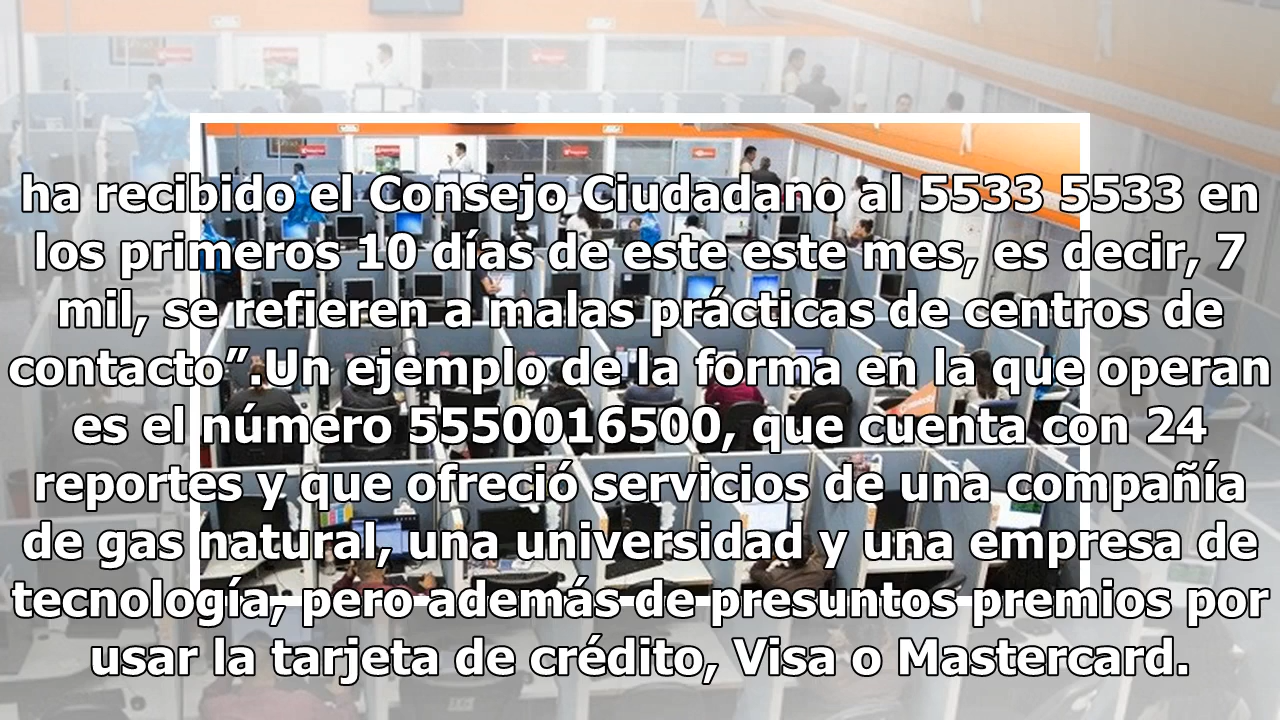 ha recibido el Consejo Ciudadano al 5533 5533 en
los primeros 10 días de este este mes, es decir, 7
mil, se refieren a malas prácticas de centros de
contacto”.Un ejemplo de la forma en la que operan
es el número 5550016500, que cuenta con 24
reportes y que ofreció servicios de una compañía
de gas natural, una universidad y una empresa de
tecnología, pero además de presuntos premios por
usar la tarjeta de crédito, Visa o Mastercard.